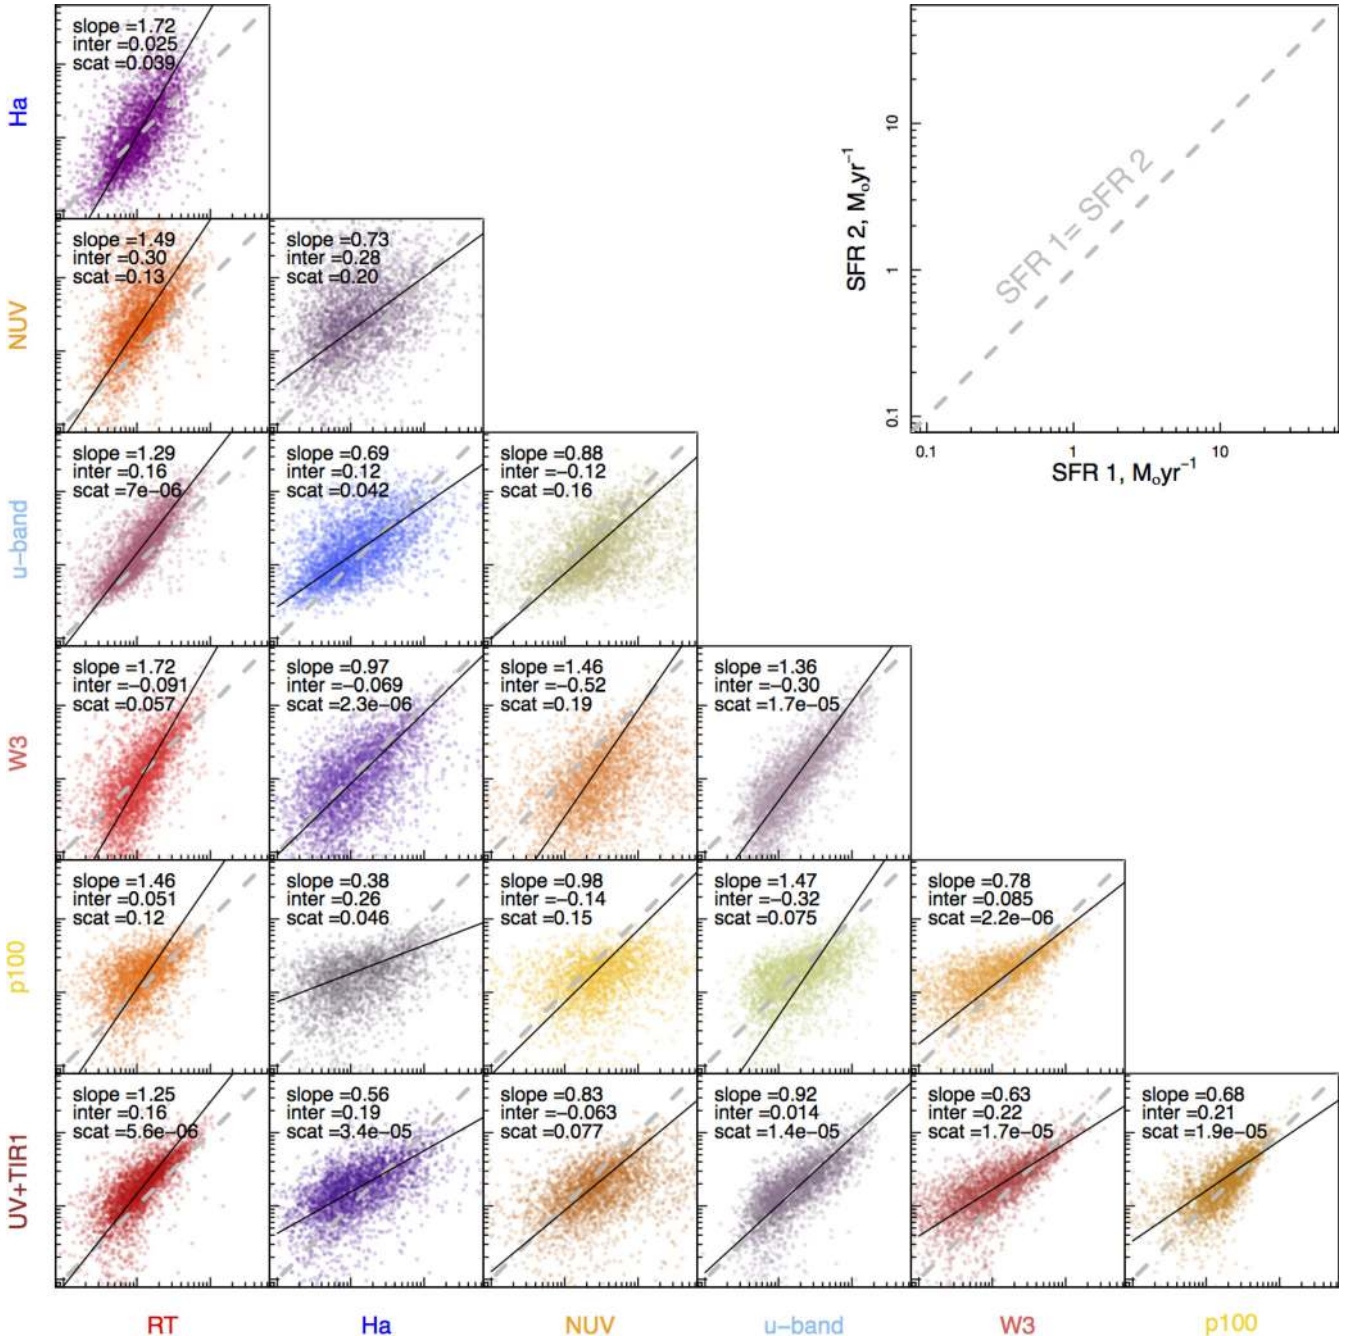 slope =1.72
inter =0.025
scat =0.039
Ha
SFR 2, M₀yr⁻¹
10
1
0.1
SFR 1= SFR 2
0.1 1 10
SFR 1, M₀yr⁻¹
slope =1.49
inter =0.30
scat =0.13
slope =0.73
inter =0.28
scat =0.20
NUV
slope =1.29
inter =0.16
scat =7e−06
slope =0.69
inter =0.12
scat =0.042
slope =0.88
inter =−0.12
scat =0.16
u−band
slope =1.72
inter =−0.091
scat =0.057
slope =0.97
inter =−0.069
scat =2.3e−06
slope =1.46
inter =−0.52
scat =0.19
slope =1.36
inter =−0.30
scat =1.7e−05
W3
slope =1.46
inter =0.051
scat =0.12
slope =0.38
inter =0.26
scat =0.046
slope =0.98
inter =−0.14
scat =0.15
slope =1.47
inter =−0.32
scat =0.075
slope =0.78
inter =0.085
scat =2.2e−06
p100
slope =1.25
inter =0.16
scat =5.6e−06
slope =0.56
inter =0.19
scat =3.4e−05
slope =0.83
inter =−0.063
scat =0.077
slope =0.92
inter =0.014
scat =1.4e−05
slope =0.63
inter =0.22
scat =1.7e−05
slope =0.68
inter =0.21
scat =1.9e−05
UV+TIR1
RT Ha NUV u−band W3 p100